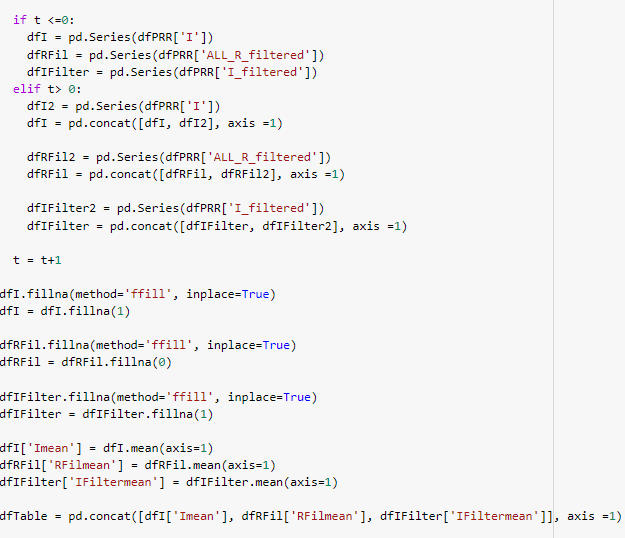 if t <=0:
dfI = pd.Series(dfPRR['I'])
dfRFil = pd.Series(dfPRR['ALL_R_filtered'])
dfIFilter = pd.Series(dfPRR['I_filtered'])
elif t> 0:
dfI2 = pd.Series(dfPRR['I'])
dfI = pd.concat([dfI, dfI2], axis =1)
dfRFil2 = pd.Series(dfPRR['ALL_R_filtered'])
dfRFil = pd.concat([dfRFil, dfRFil2], axis =1)
dfIFilter2 = pd.Series(dfPRR['I_filtered'])
dfIFilter = pd.concat([dfIFilter, dfIFilter2], axis =1)
t = t+1
dfI.fillna(method='ffill', inplace=True)
dfI = dfI.fillna(1)
dfRFil.fillna(method='ffill', inplace=True)
dfRFil = dfRFil.fillna(0)
dfIFilter.fillna(method='ffill', inplace=True)
dfIFilter = dfIFilter.fillna(1)
dfI['Imean'] = dfI.mean(axis=1)
dfRFil['RFilmean'] = dfRFil.mean(axis=1)
dfIFilter['IFiltermean'] = dfIFilter.mean(axis=1)
dfTable = pd.concat([dfI['Imean'], dfRFil['RFilmean'], dfIFilter['IFiltermean']], axis =1)